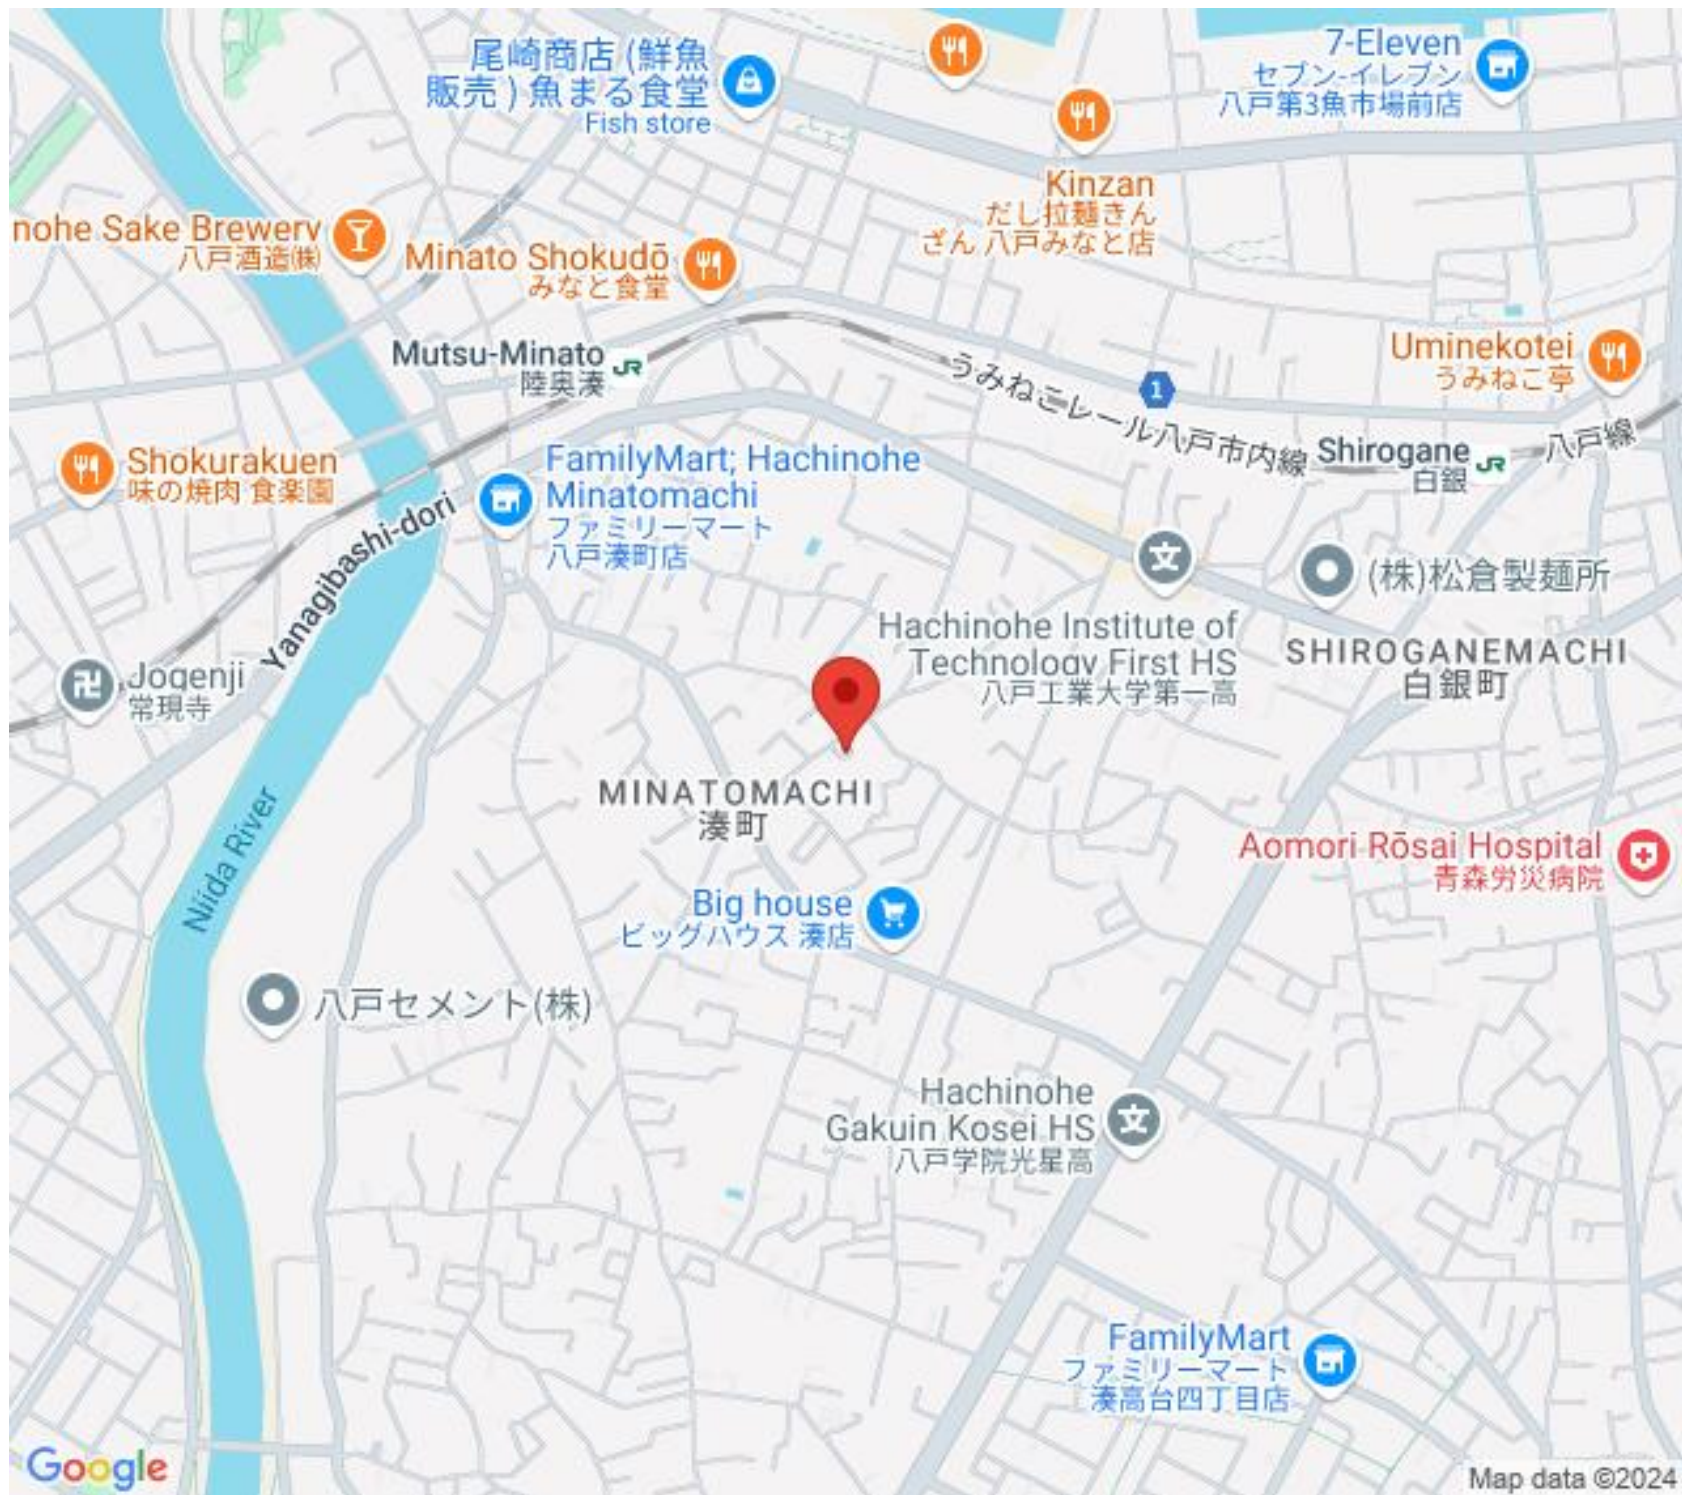 尾崎商店 (鮮魚
販売 ) 魚まる食堂
Fish store
7-Eleven
セブン-イレブン
八戸第3魚市場前店
Kinzan
だし拉麺きん
ざん 八戸みなと店
nohe Sake Brewery
八戸酒造㈱
Minato Shokudō
みなと食堂
Mutsu-Minato
陸奥湊
JR
うみねこレール八戸市内線
1
Uminekotei
うみねこ亭
Shirogane
白銀
JR
八戸線
Shokurakuen
味の焼肉 食楽園
FamilyMart; Hachinohe
Minatomachi
ファミリーマート
八戸湊町店
Yanagibashi-dori
文
(株)松倉製麺所
Hachinohe Institute of
Technology First HS
八戸工業大学第一高
SHIROGANEMACHI
白銀町
Jogenji
常現寺
MINATOMACHI
湊町
Niida River
Aomori Rōsai Hospital
青森労災病院
Big house
ビッグハウス 湊店
八戸セメント(株)
Hachinohe
Gakuin Kosei HS
八戸学院光星高
文
FamilyMart
ファミリーマート
湊高台四丁目店
Google
Map data ©2024